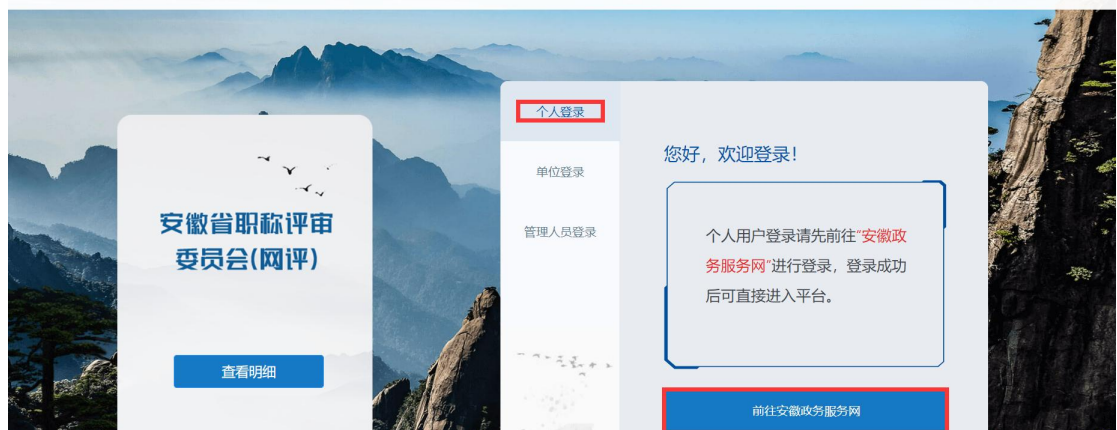 安徽省职称评审
委员会(网评)
查看明细
个人登录
单位登录
管理人员登录
您好，欢迎登录！
个人用户登录请先前往“安徽政
务服务网”进行登录，登录成功
后可直接进入平台。
前往安徽政务服务网